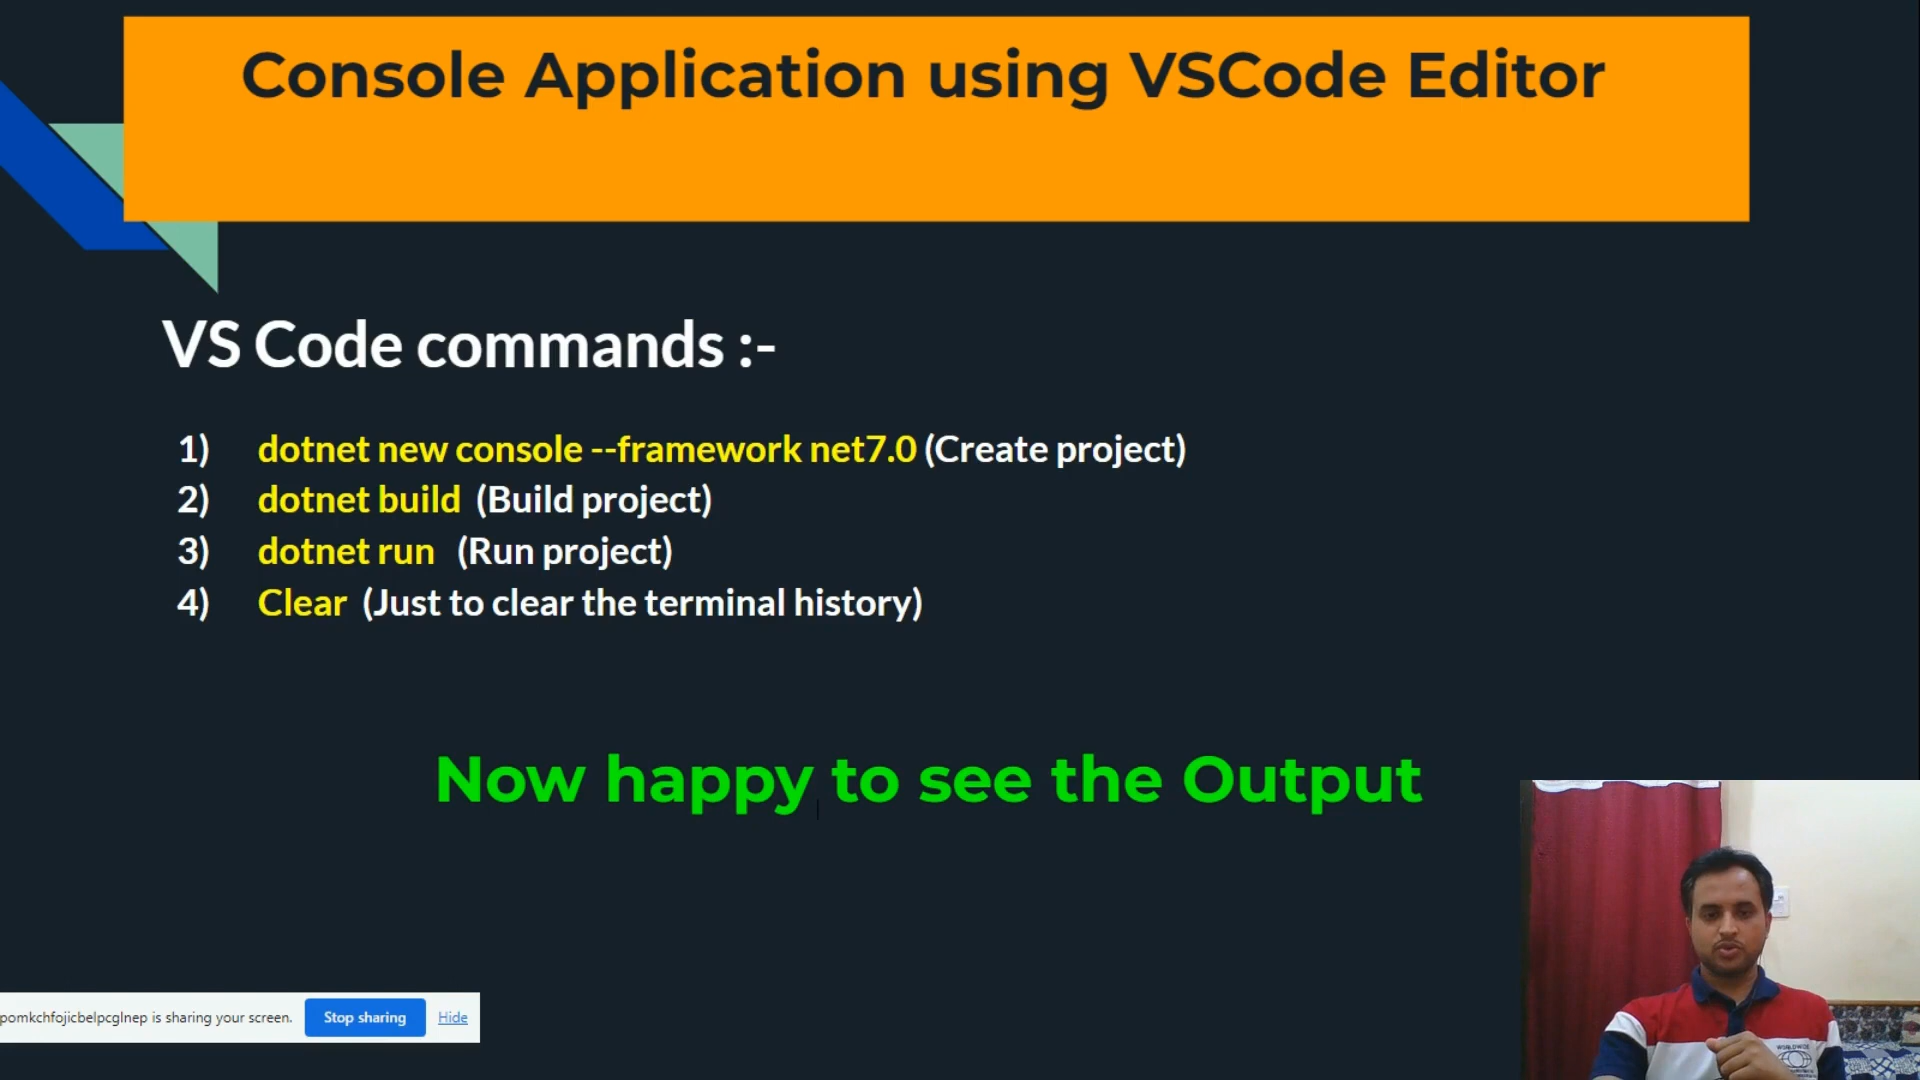 Console Application using VSCode Editor
VS Code commands :-
1) dotnet new console --framework net7.0 (Create project)
2) dotnet build (Build project)
3) dotnet run (Run project)
4) Clear (Just to clear the terminal history)
Now happy to see the Output
pomkchfojicbelpcglnep is sharing your screen. Stop sharing Hide
WORLDWIDE